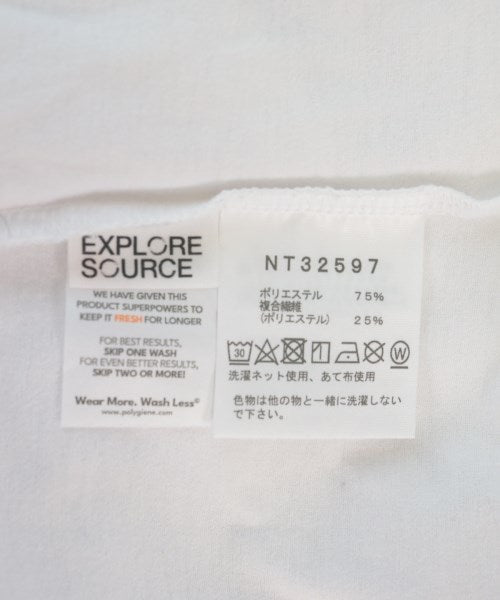 EXPLORE
SOURCE
WE HAVE GIVEN THIS
PRODUCT SUPERPOWERS TO
KEEP IT FRESH FOR LONGER
FOR BEST RESULTS,
SKIP ONE WASH
FOR EVEN BETTER RESULTS,
SKIP TWO OR MORE!
Wear More. Wash Less©
www.polygiene.com
NT32597
ポリエステル 75%
複合繊維
(ポリエステル) 25%
30 W
洗濯ネット使用、あて布使用
色物は他の物と一緒に洗濯しない
で下さい。